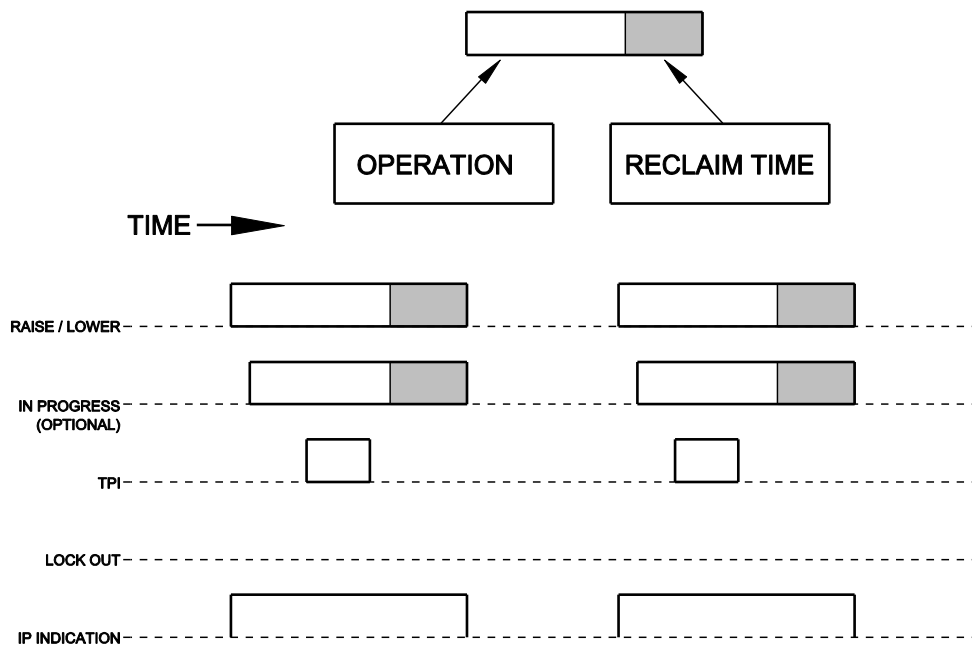 OPERATION
RECLAIM TIME
TIME
RAISE / LOWER
IN PROGRESS
(OPTIONAL)
TPI
LOCK OUT
IP INDICATION